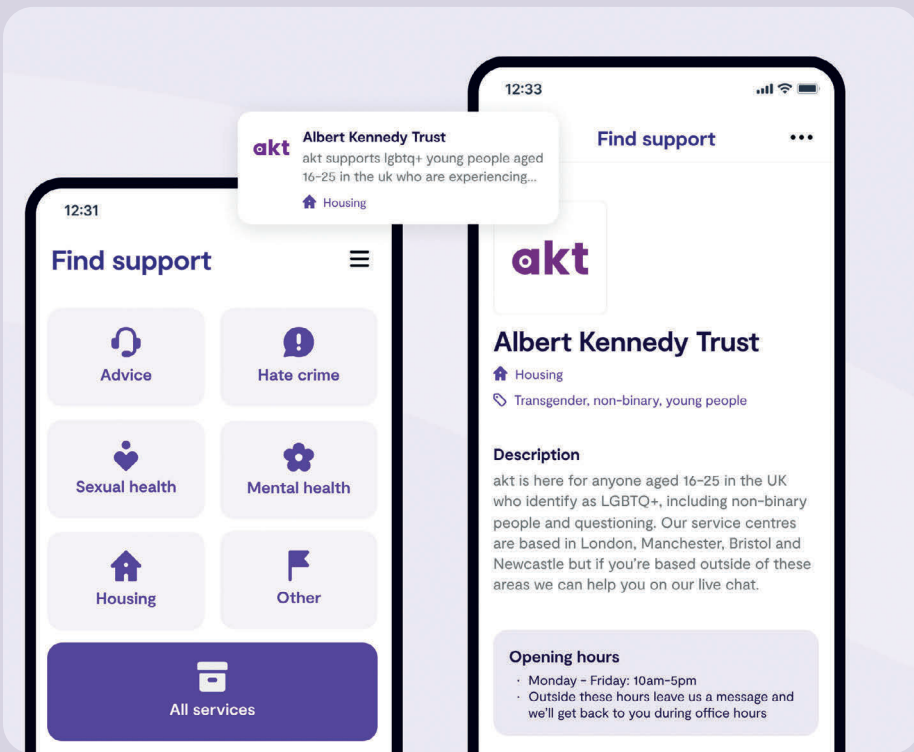 12:31
Find support
Advice
Hate crime
Sexual health
Mental health
Housing
Other
All services
akt
Albert Kennedy Trust
akt supports lgbtq+ young people aged
16-25 in the uk who are experiencing...
Housing
12:33
Find support
akt
Albert Kennedy Trust
Housing
Transgender, non-binary, young people
Description
akt is here for anyone aged 16-25 in the UK
who identify as LGBTQ+, including non-binary
people and questioning. Our service centres
are based in London, Manchester, Bristol and
Newcastle but if you're based outside of these
areas we can help you on our live chat.
Opening hours
· Monday - Friday: 10am-5pm
· Outside these hours leave us a message and
we'll get back to you during office hours